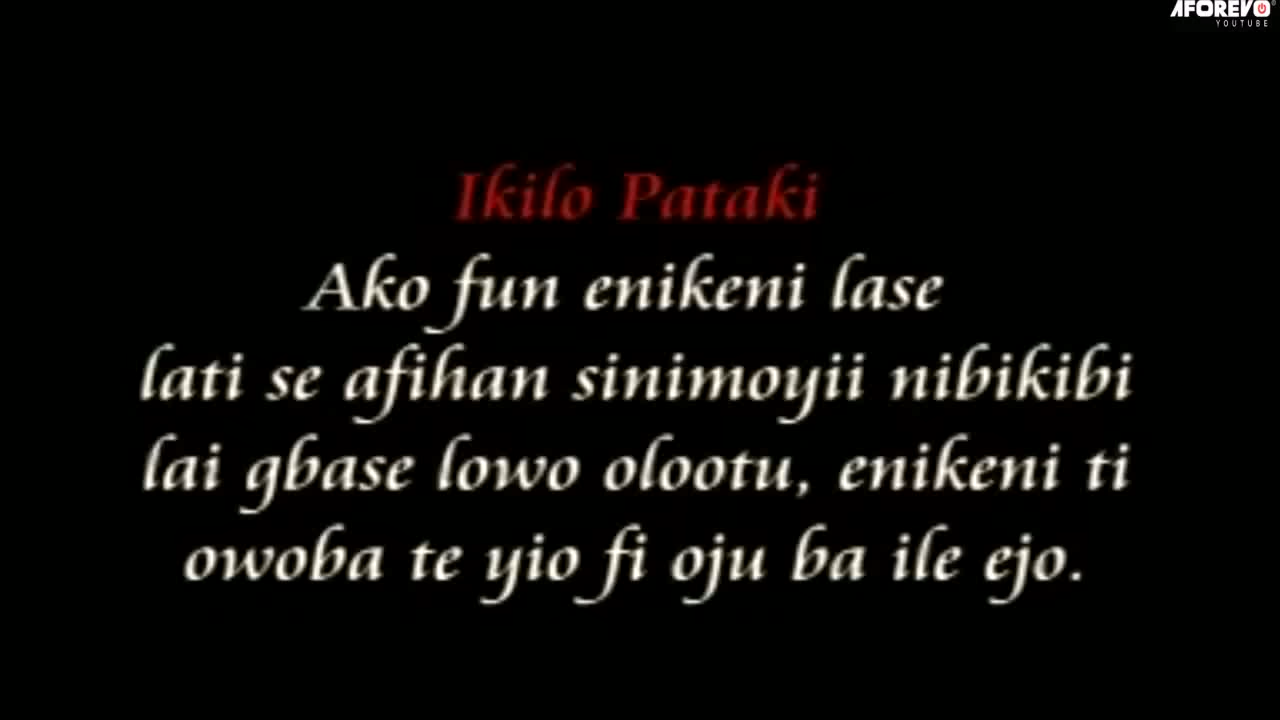 AFOREVO
YOUTUBE
Ikilo Pataki
Ako fun enikeni lase
lati se afihan sinimoyii nibikibi
lai gbase lowo olootu, enikeni ti
owoba te yio fi oju ba ile ejo.